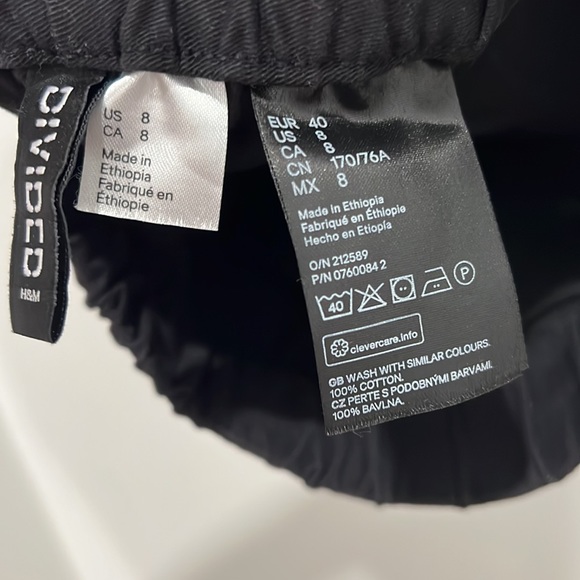 DIVIDED
H&M
US 8
CA 8
Made in
Ethiopia
Fabriqué en
Éthiopie
EUR 40
US 8
CA 8
CN 170/76A
MX 8
Made in Ethiopia
Fabriqué en Éthiopie
Hecho en Etiopía
O/N 212589
P/N 0760084 2
40
P
clevercare.info
GB WASH WITH SIMILAR COLOURS.
100% COTTON.
CZ PERTE S PODOBNÝMI BARVAMI.
100% BAVLNA.